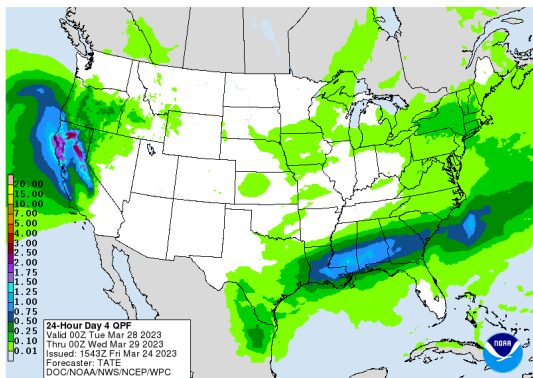 20.00
15.00
10.00
7.00
5.00
4.00
3.00
2.50
2.00
1.75
1.50
1.25
1.00
0.75
0.50
0.25
0.10
0.01
24-Hour Day 4 QPF
Valid 00Z Tue Mar 28 2023
Thru 00Z Wed Mar 29 2023
Issued: 1543Z Fri Mar 24 2023
Forecaster: TATE
DOC/NOAA/NWS/NCEP/WPC
NOAA